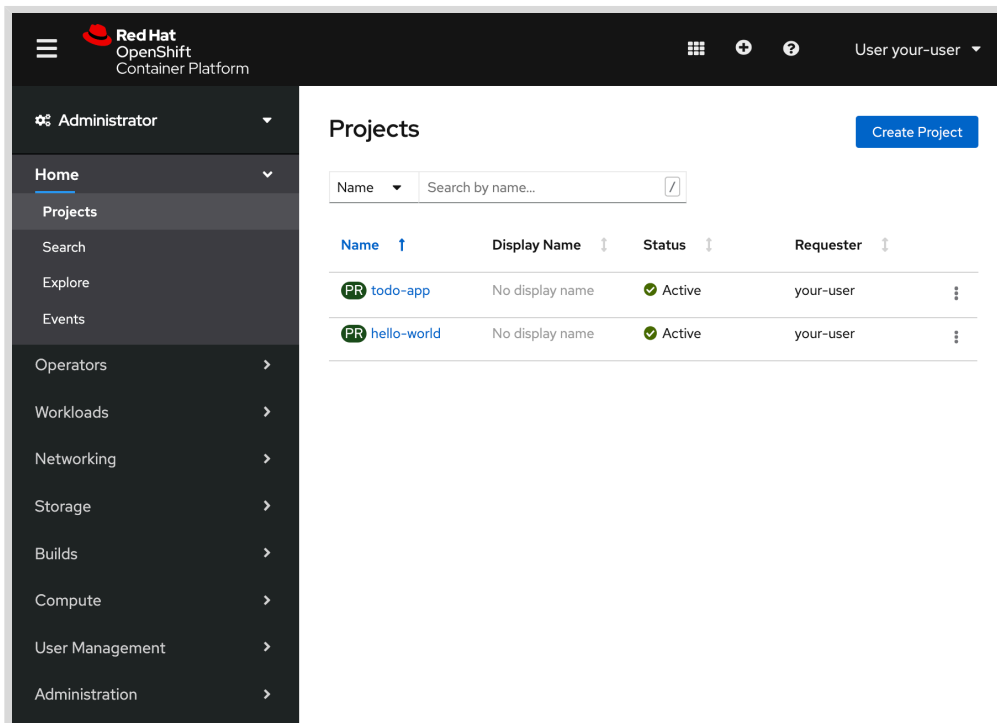 Red Hat
OpenShift
Container Platform
User your-user
Administrator
Home
Projects
Search
Explore
Events
Operators
Workloads
Networking
Storage
Builds
Compute
User Management
Administration
Projects
Create Project
Name Search by name... /
Name Display Name Status Requester
PR todo-app No display name Active your-user
PR hello-world No display name Active your-user